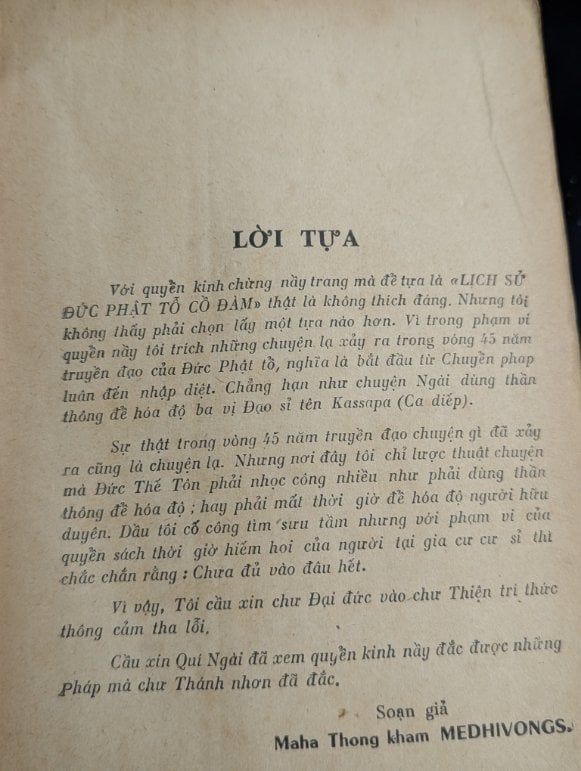 LỜI TỰA
Với quyển kinh chừng nầy trang mà đề tựa là «LỊCH SỬ
ĐỨC PHẬT TỔ CỒ ĐÀM» thật là không thích đáng. Nhưng tôi
không thấy phải chọn lấy một tựa nào hơn. Vì trong phạm vi
quyển nầy tôi trích những chuyện lạ xảy ra trong vòng 45 năm
truyền đạo của Đức Phật tổ, nghĩa là bắt đầu từ Chuyển pháp
luân đến nhập diệt. Chẳng hạn như chuyện Ngài dùng thần
thông để hóa độ ba vị Đạo sĩ tên Kassapa (Ca diếp).
Sự thật trong vòng 45 năm truyền đạo chuyện gì đã xảy
ra cũng là chuyện lạ. Nhưng nơi đây tôi chỉ lược thuật chuyện
mà Đức Thế Tôn phải nhọc công nhiều như phải dùng thần
thông để hóa độ ; hay phải mất thời giờ để hóa độ người hữu
duyên. Dầu tôi cố công tìm sưu tầm nhưng với phạm vi của
quyển sách thời giờ hiếm hoi của người tại gia cư cư sĩ thì
chắc chắn rằng : Chưa đủ vào đâu hết.
Vì vậy, Tôi cầu xin chư Đại đức vào chư Thiện tri thức
thông cảm tha lỗi.
Cầu xin Quí Ngài đã xem quyển kinh nầy đắc được những
Pháp mà chư Thánh nhơn đã đắc.
Soạn giả
Maha Thong kham MEDHIVONGS.